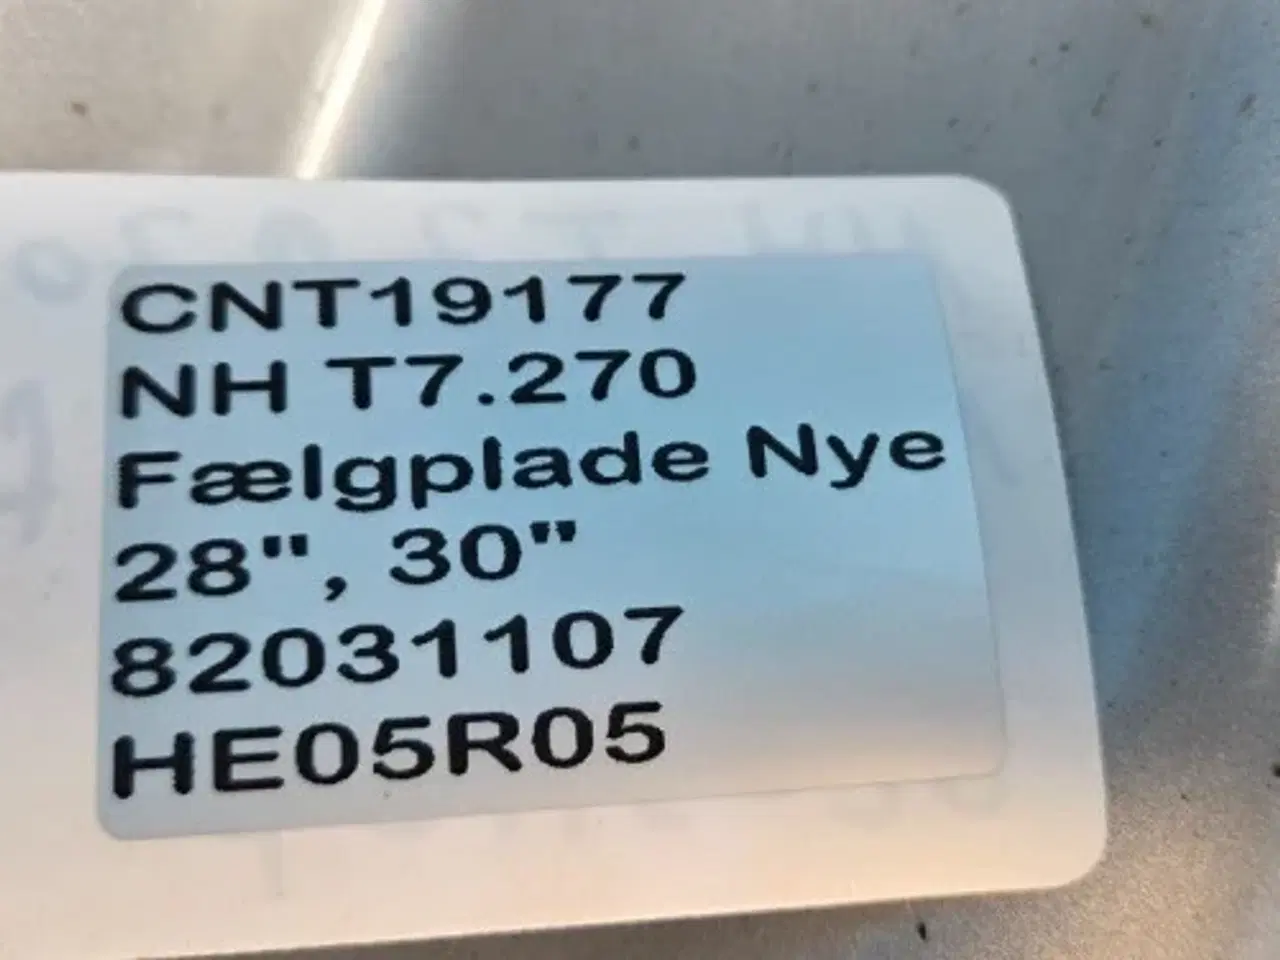 CNT19177
NH T7.270
Fælgplade Nye
28", 30"
82031107
HE05R05